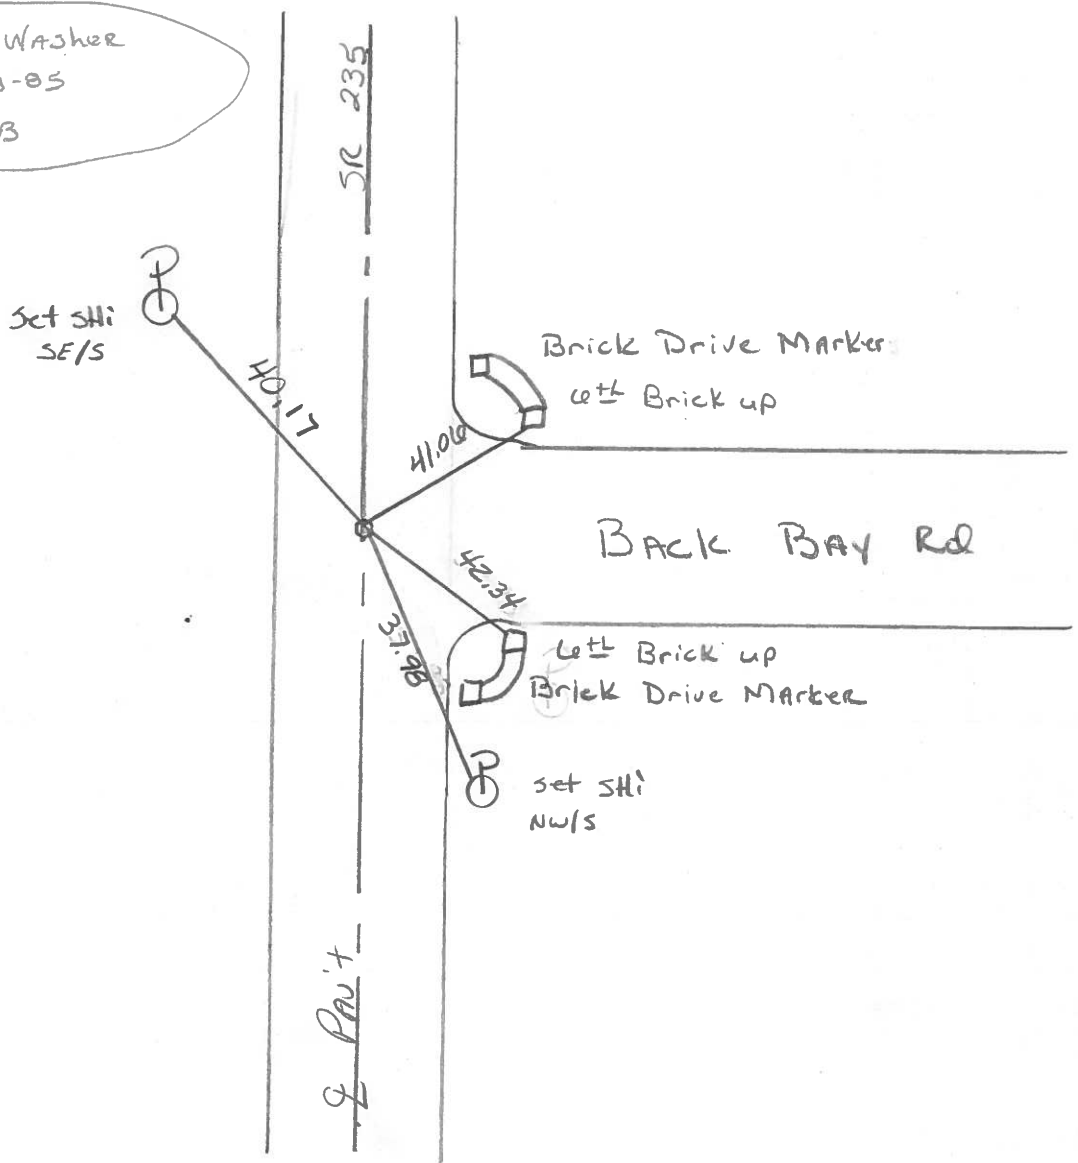 Washer
-85
B
SR 235
P
Set SHi
SE/S
40.17
Brick Drive Marker
6th Brick up
41.06
Back Bay Rd
42.34
37.98
6th Brick up
Brick Drive Marker
P
set SHi
NW/S
℄ Pav't